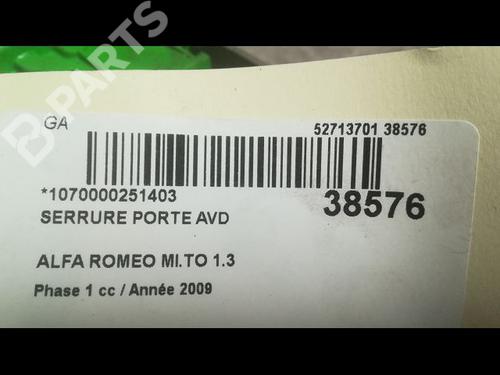 B-PARTS
GA
52713701 38576
*1070000251403
38576
SERRURE PORTE AVD
ALFA ROMEO MI.TO 1.3
Phase 1 cc / Année 2009